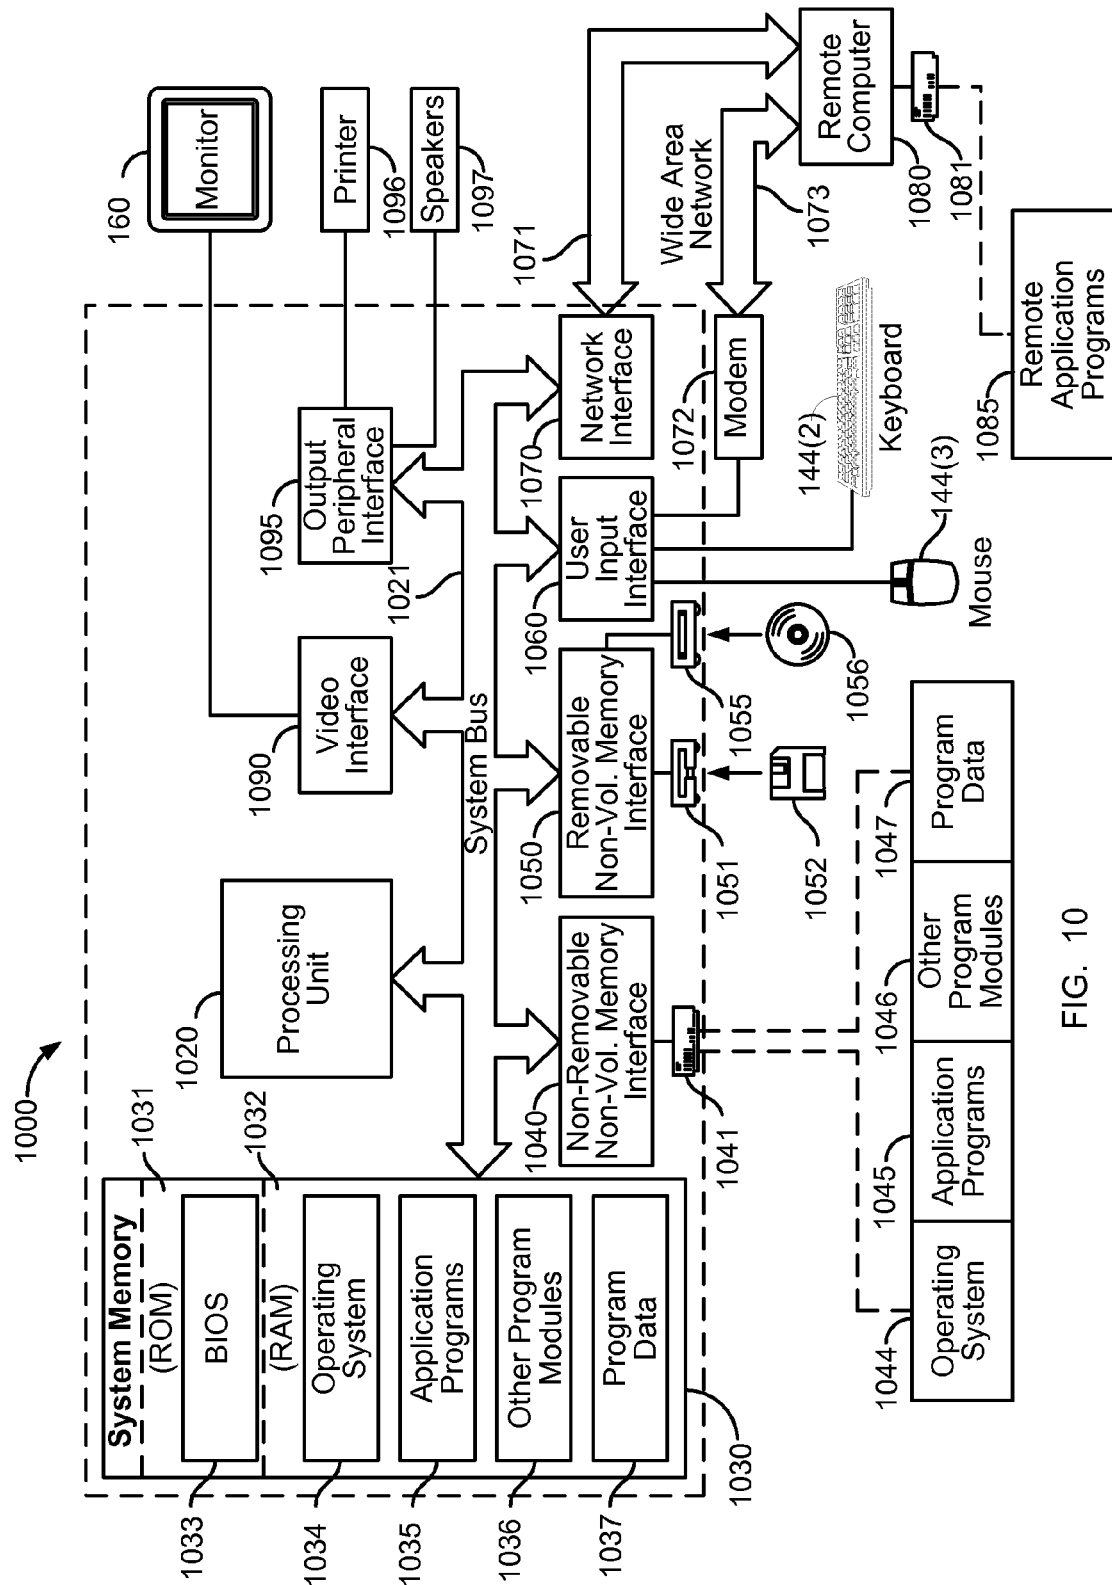 1000
System Memory
(ROM)
1031
BIOS
1033
(RAM)
1032
Operating
System
1034
Application
Programs
1035
Other Program
Modules
1036
Program
Data
1037
1030
Processing
Unit
1020
Video
Interface
1090
Output
Peripheral
Interface
1095
160
Monitor
Printer
1096
Speakers
1097
System Bus
1021
Non-Removable
Non-Vol. Memory
Interface
1040
Removable
Non-Vol. Memory
Interface
1050
User
Input
Interface
1060
Network
Interface
1070
1071
Wide Area
Network
1073
Modem
1072
Remote
Computer
1080
1081
Remote
Application
Programs
1085
1041
1051
1055
1052
1056
Keyboard
144(2)
Mouse
144(3)
Operating
System
1044
Application
Programs
1045
Other
Program
Modules
1046
Program
Data
1047
FIG. 10